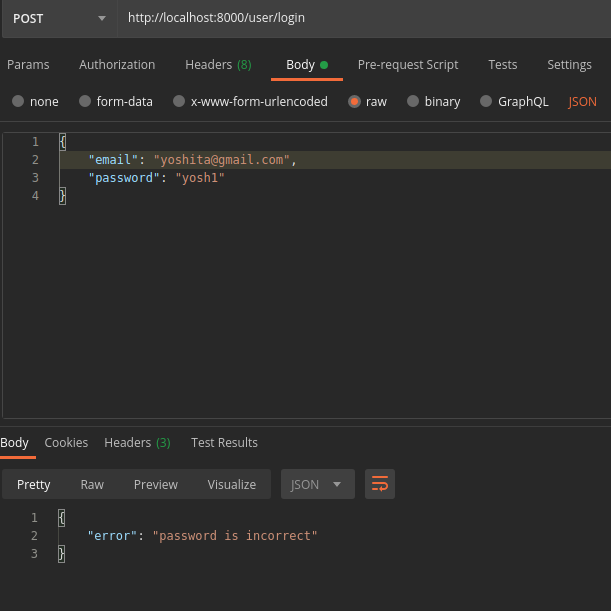 POST http://localhost:8000/user/login
Params Authorization Headers (8) Body Pre-request Script Tests Settings
none form-data x-www-form-urlencoded raw binary GraphQL JSON
1 {
2 "email": "yoshita@gmail.com",
3 "password": "yosh1"
4 }
Body Cookies Headers (3) Test Results
Pretty Raw Preview Visualize JSON
1 {
2 "error": "password is incorrect"
3 }